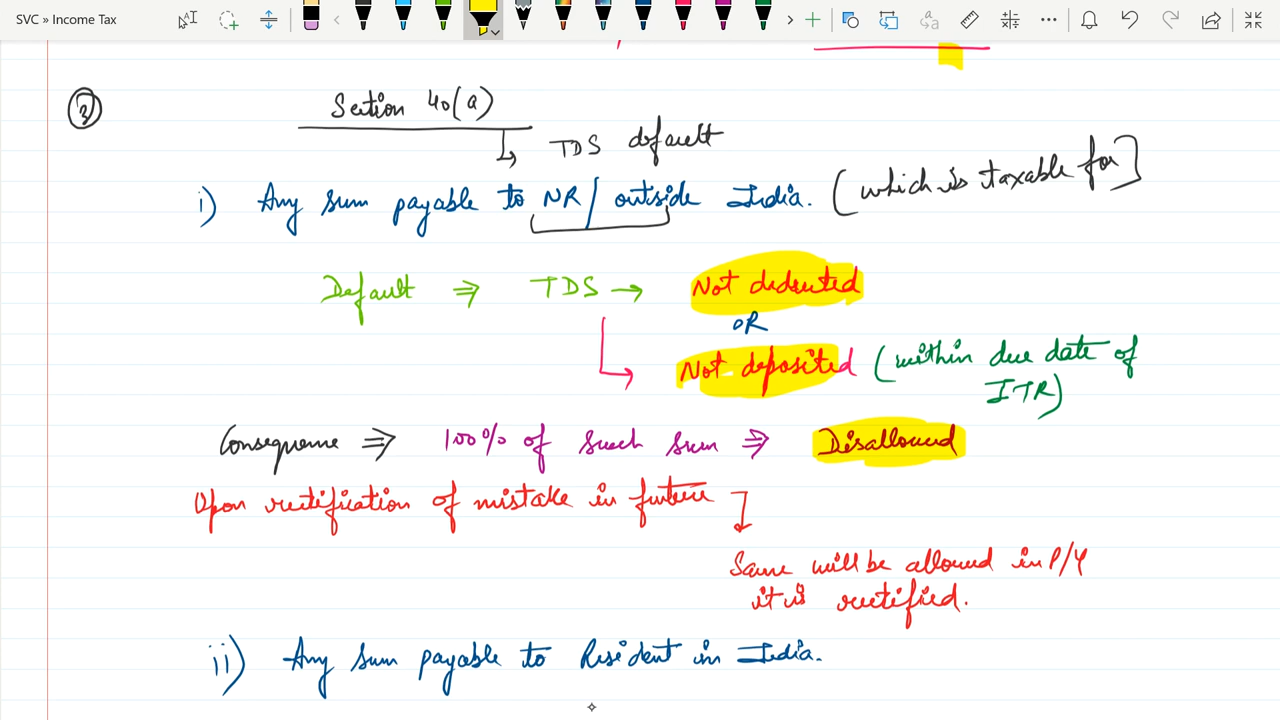 SVC » Income Tax
③ Section 40(a)
↳ TDS default
i) Any sum payable to NR/ outside India. (which is taxable for]
Default ⇒ TDS → Not deducted
OR
↳ Not deposited (within due date of
ITR)
Consequence ⇒ 100% of such sum ⇒ Disallowed
Upon rectification of mistake in future
Same will be allowed in P/Y
it is rectified.
ii) Any sum payable to Resident in India.